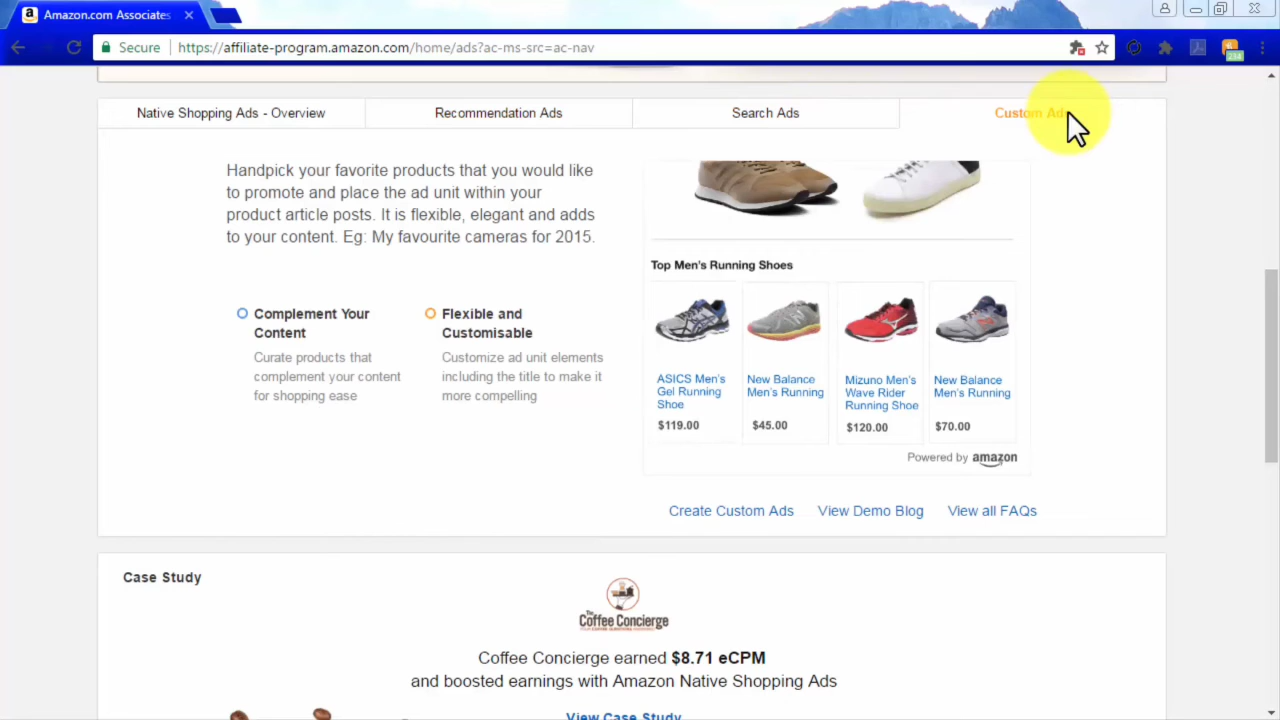 Amazon.com Associates
Secure
https://affiliate-program.amazon.com/home/ads?ac-ms-src=ac-nav
234
Native Shopping Ads - Overview
Recommendation Ads
Search Ads
Custom Ads
Handpick your favorite products that you would like
to promote and place the ad unit within your
product article posts. It is flexible, elegant and adds
to your content. Eg: My favourite cameras for 2015.
Complement Your
Content
Curate products that
complement your content
for shopping ease
Flexible and
Customisable
Customize ad unit elements
including the title to make it
more compelling
Top Men's Running Shoes
ASICS Men's
Gel Running
Shoe
$119.00
New Balance
Men's Running
$45.00
Mizuno Men's
Wave Rider
Running Shoe
$120.00
New Balance
Men's Running
$70.00
Powered by amazon
Create Custom Ads
View Demo Blog
View all FAQs
Case Study
The
Coffee Concierge
Coffee Concierge earned $8.71 eCPM
and boosted earnings with Amazon Native Shopping Ads
View Case Study